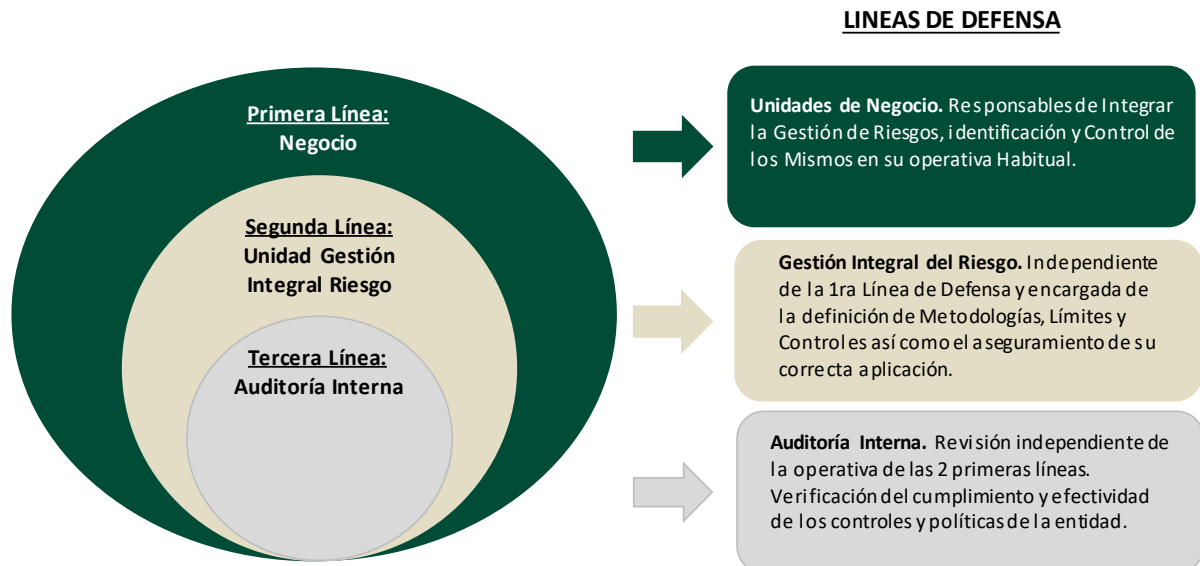 LINEAS DE DEFENSA
Primera Línea:
Negocio
Segunda Línea:
Unidad Gestión
Integral Riesgo
Tercera Línea:
Auditoría Interna
Unidades de Negocio. Responsables de Integrar
la Gestión de Riesgos, identificación y Control de
los Mismos en su operativa Habitual.
Gestión Integral del Riesgo. Independiente
de la 1ra Línea de Defensa y encargada de
la definición de Metodologías, Límites y
Controles así como el aseguramiento de su
correcta aplicación.
Auditoría Interna. Revisión independiente de
la operativa de las 2 primeras líneas.
Verificación del cumplimiento y efectividad
de los controles y políticas de la entidad.